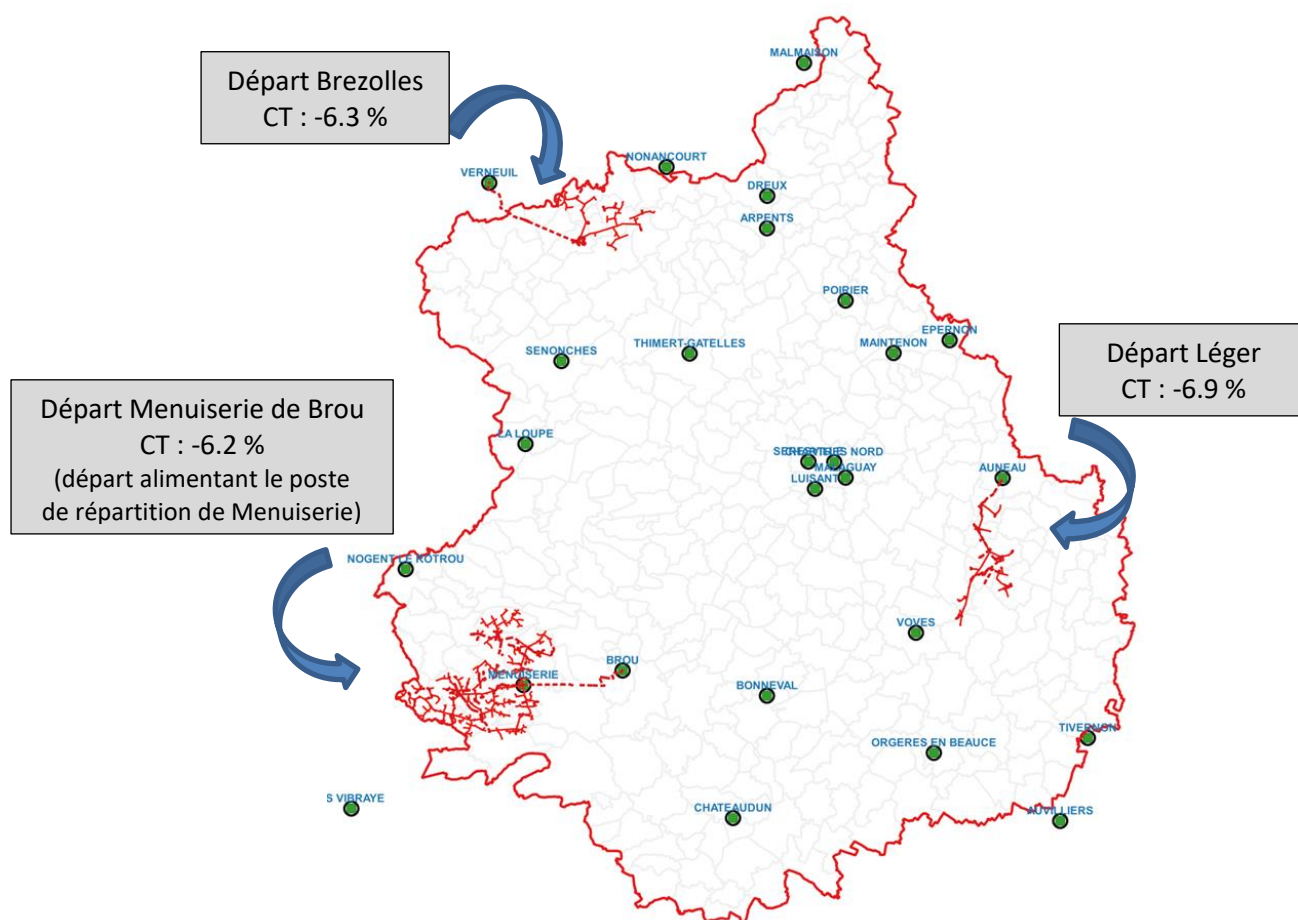 MALMAISON
Départ Brezolles
CT : -6.3 %
NONANCOURT
VERNEUIL
DREUX
ARPENTS
POIRIER
EPERNON
SENONCHES
THIMERT-GATELLES
MAINTENON
Départ Léger
CT : -6.9 %
Départ Menuiserie de Brou
CT : -6.2 %
(départ alimentant le poste
de répartition de Menuiserie)
LA LOUPE
NORD
LUISANT
AUNEAU
NOGENT LE ROTROU
VOVES
BROU
MENUISERIE
BONNEVAL
TIVERNON
ORGERES EN BEAUCE
S VIBRAYE
CHATEAUDUN
AUVILLIERS